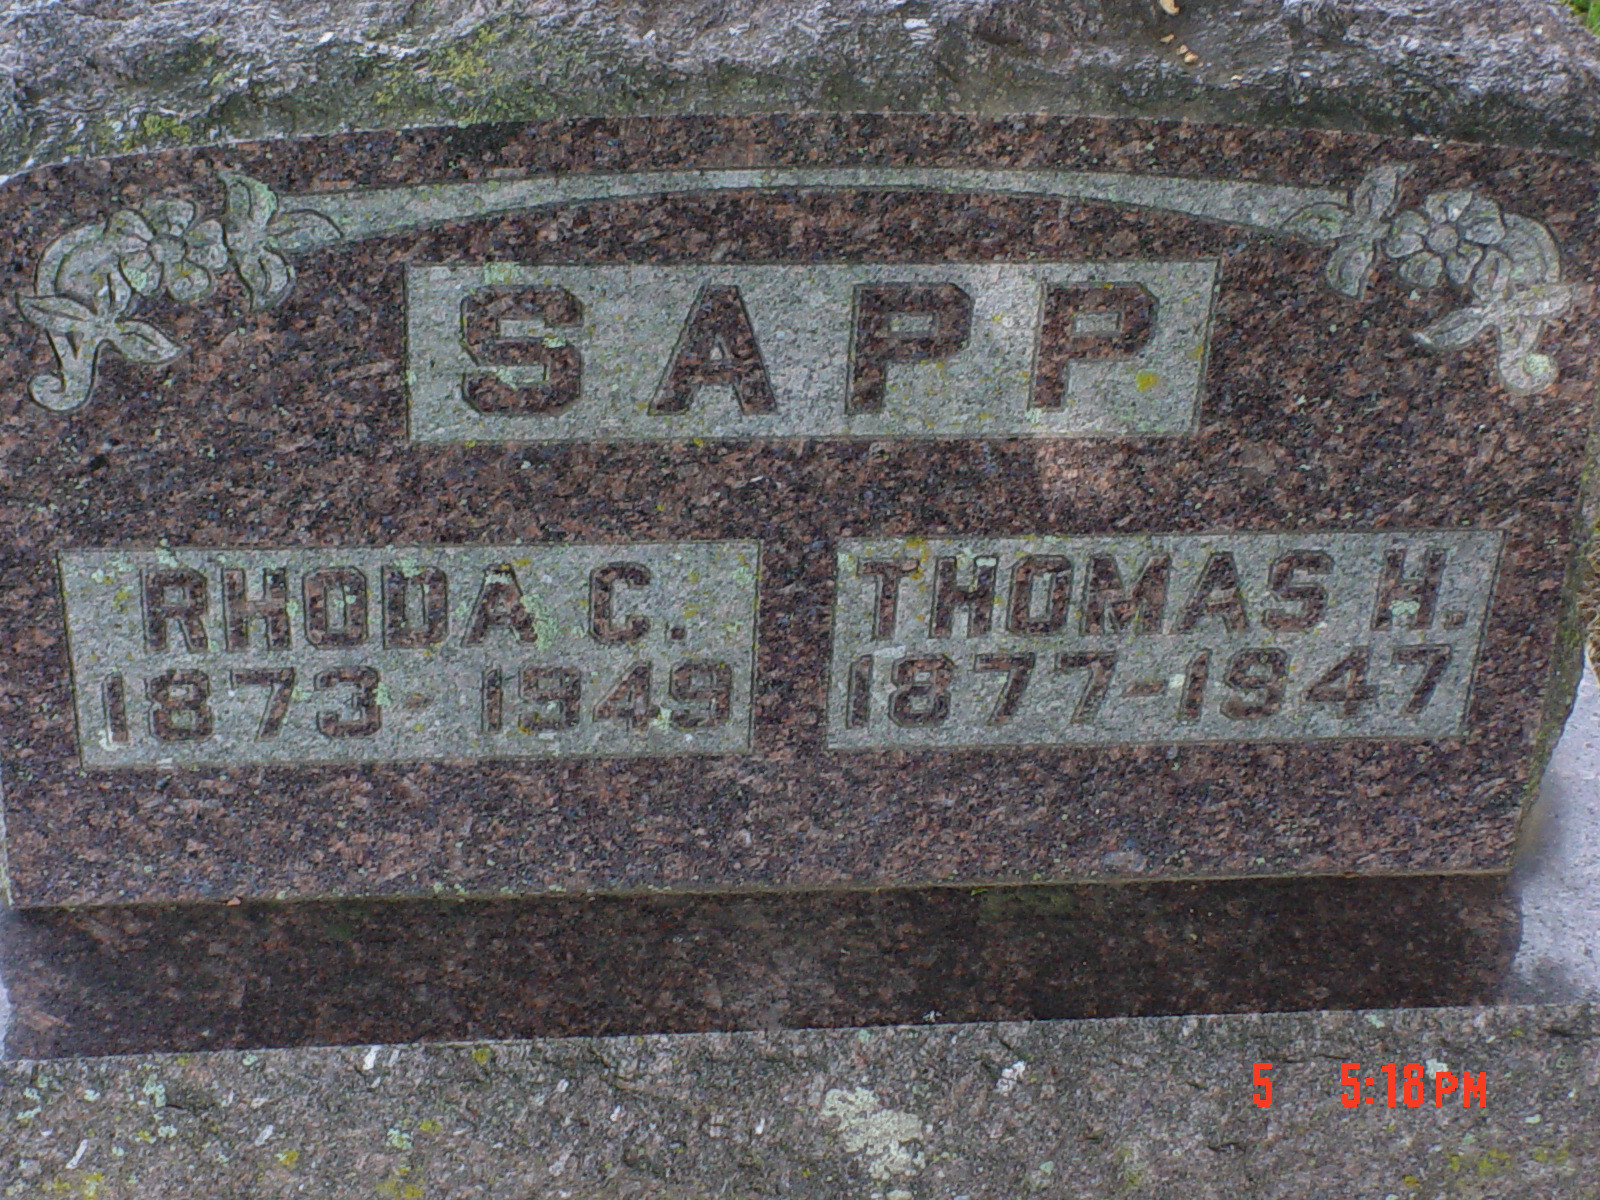 SAPP
RHODA C.
1873-1949
THOMAS H.
1877-1947
5 5:18PM